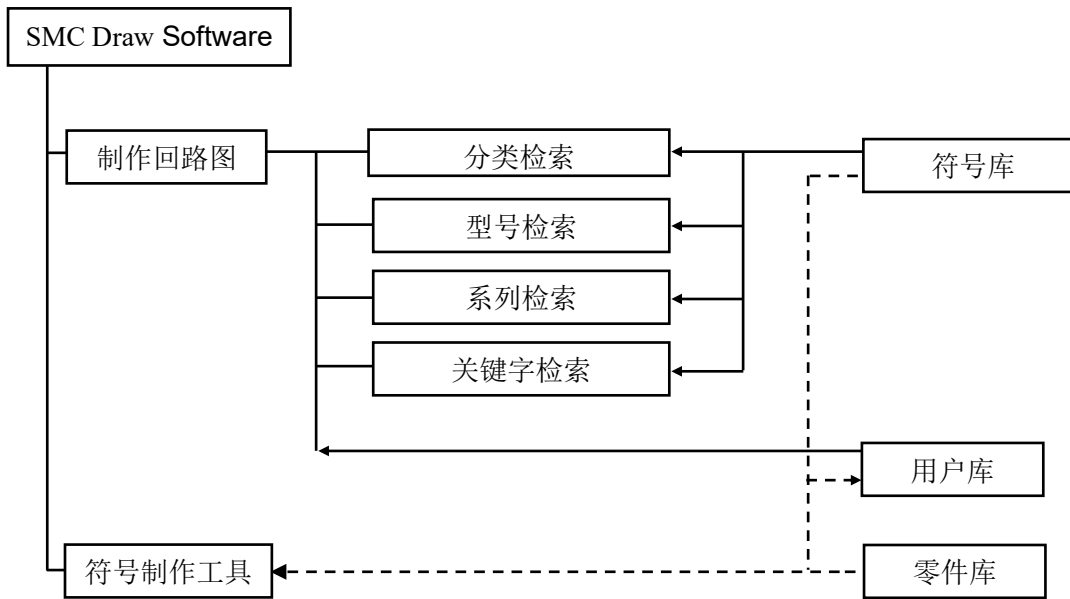 SMC Draw Software
制作回路图
分类检索
符号库
型号检索
系列检索
关键字检索
用户库
符号制作工具
零件库